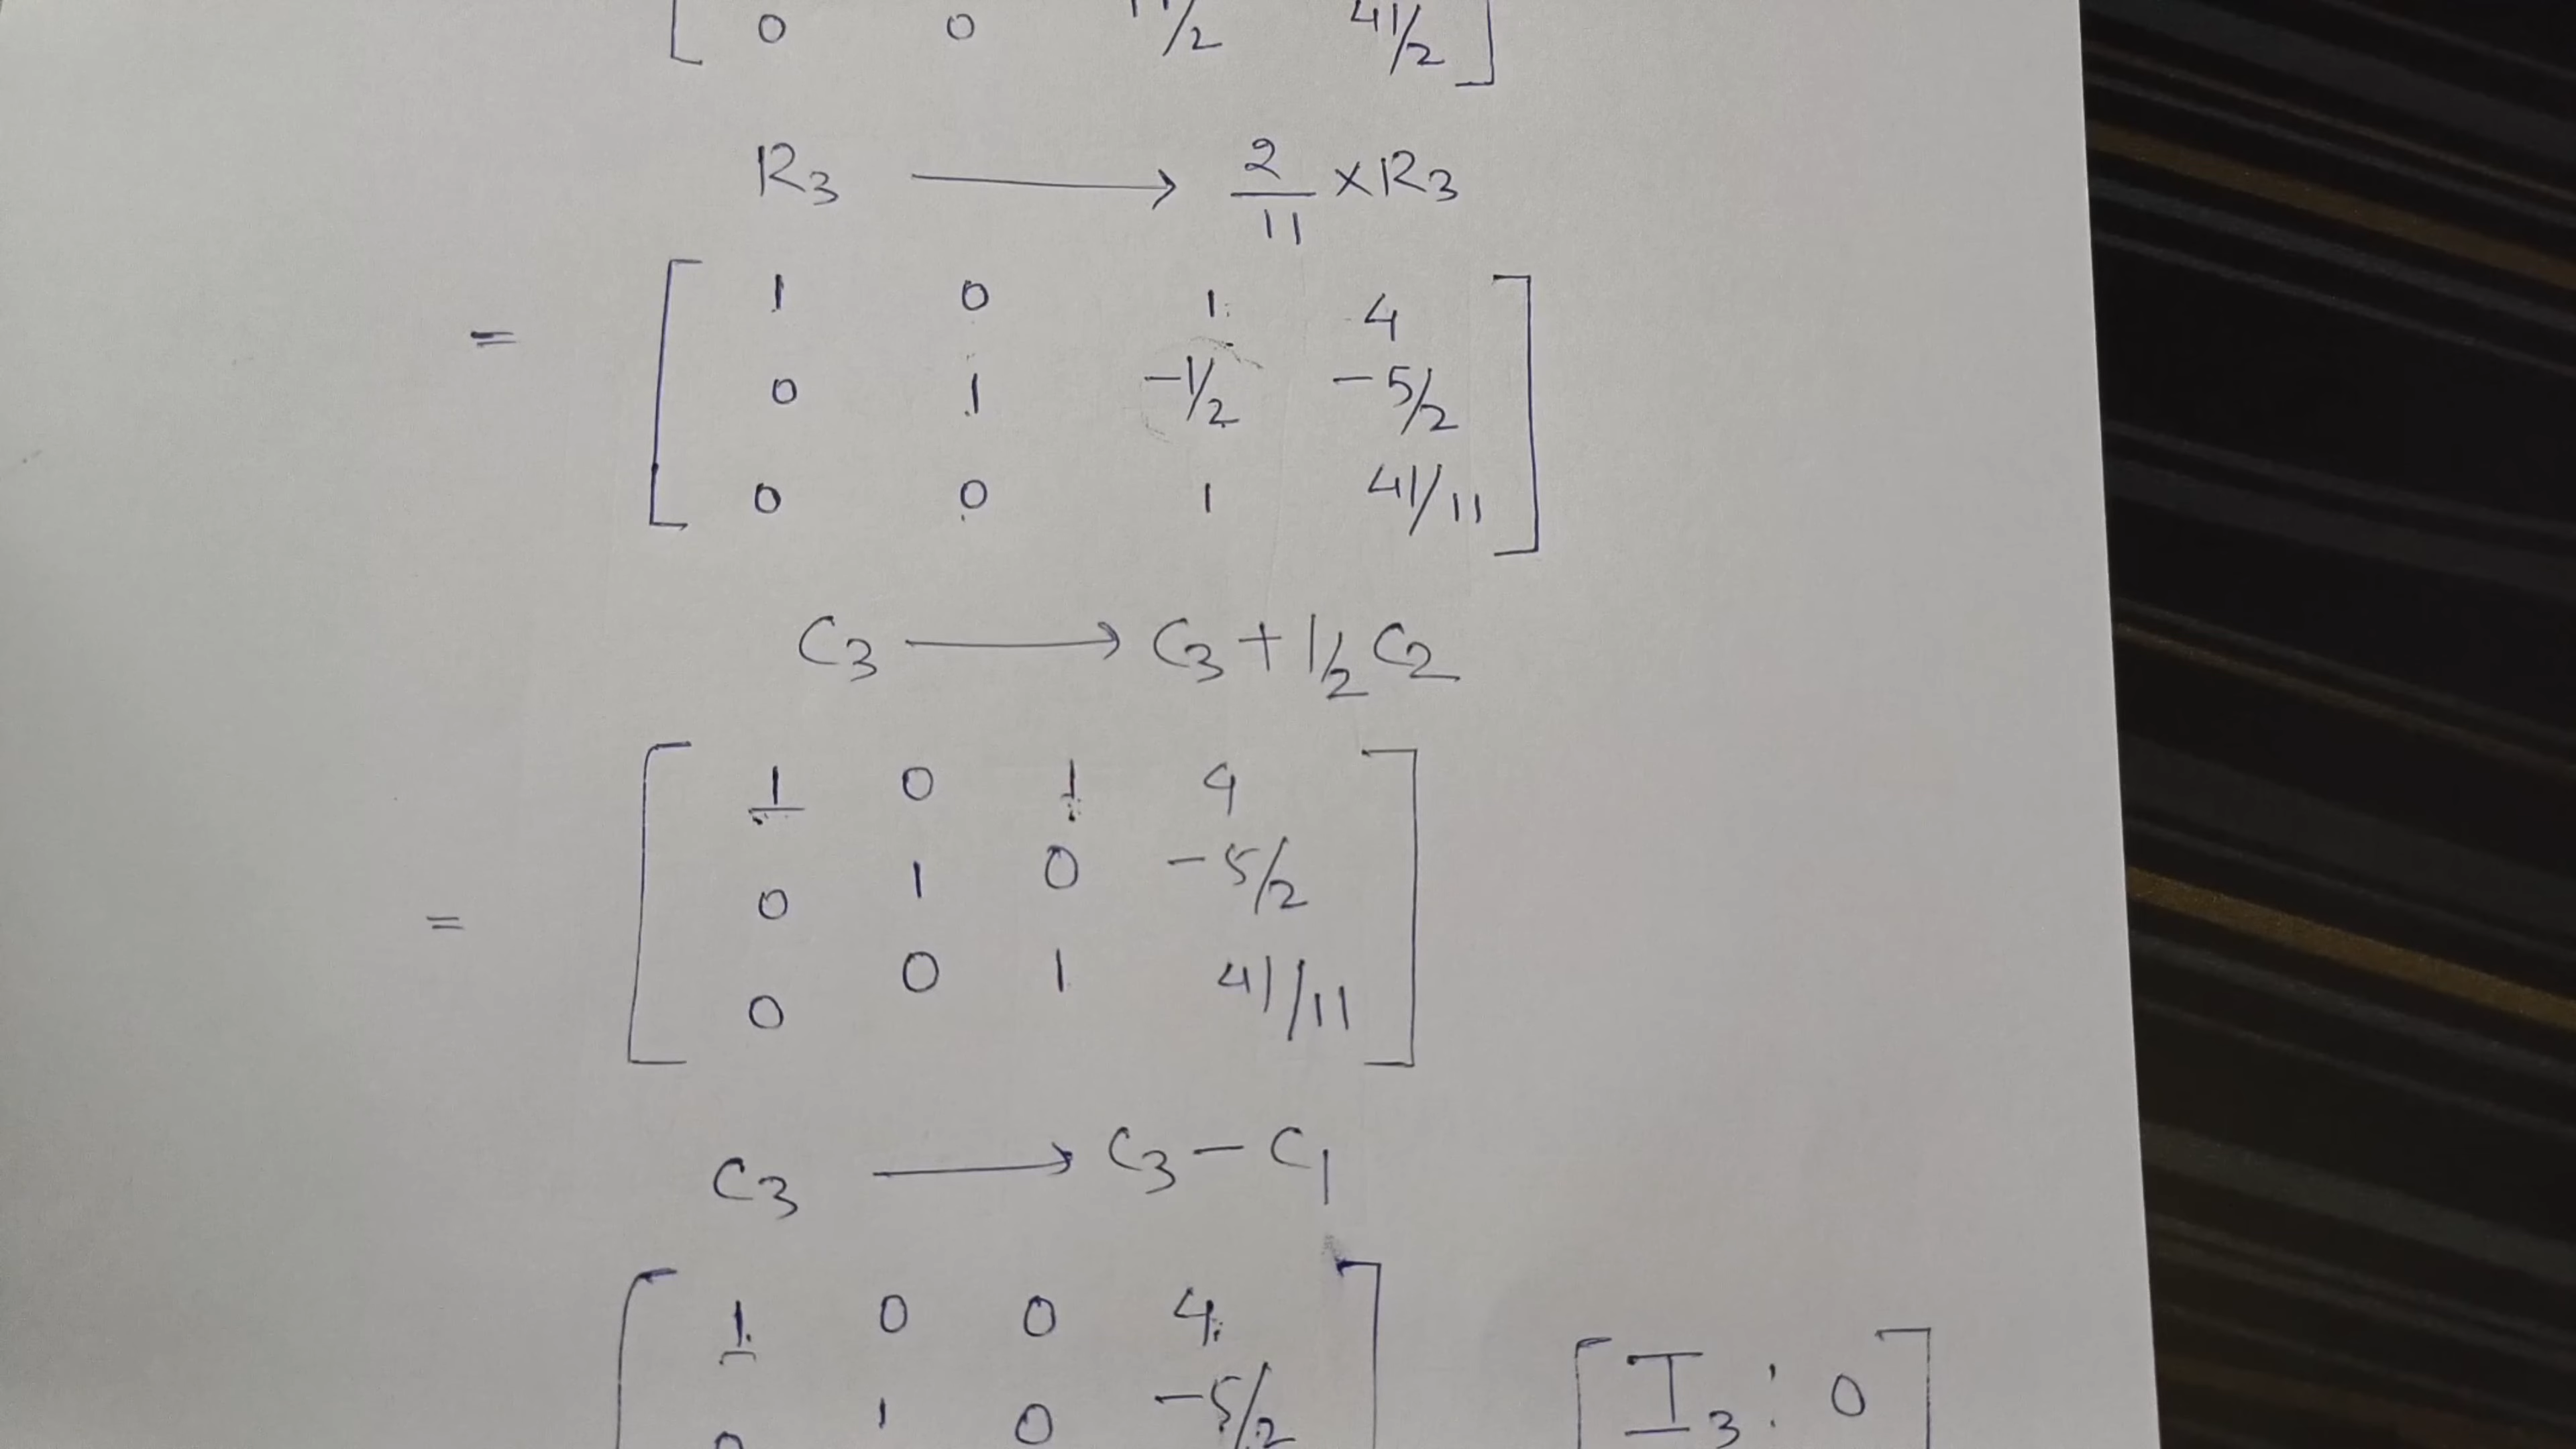 0 0 11/2 41/2
R3 ⟶ 2/11 × R3
= [ 1 0 1 4
0 1 -1/2 -5/2
0 0 1 41/11 ]
C3 ⟶ C3 + 1/2 C2
= [ 1 0 1 4
0 1 0 -5/2
0 0 1 41/11 ]
C3 ⟶ C3 - C1
[ 1 0 0 4
0 1 0 -5/2
[ I3 : 0 ]